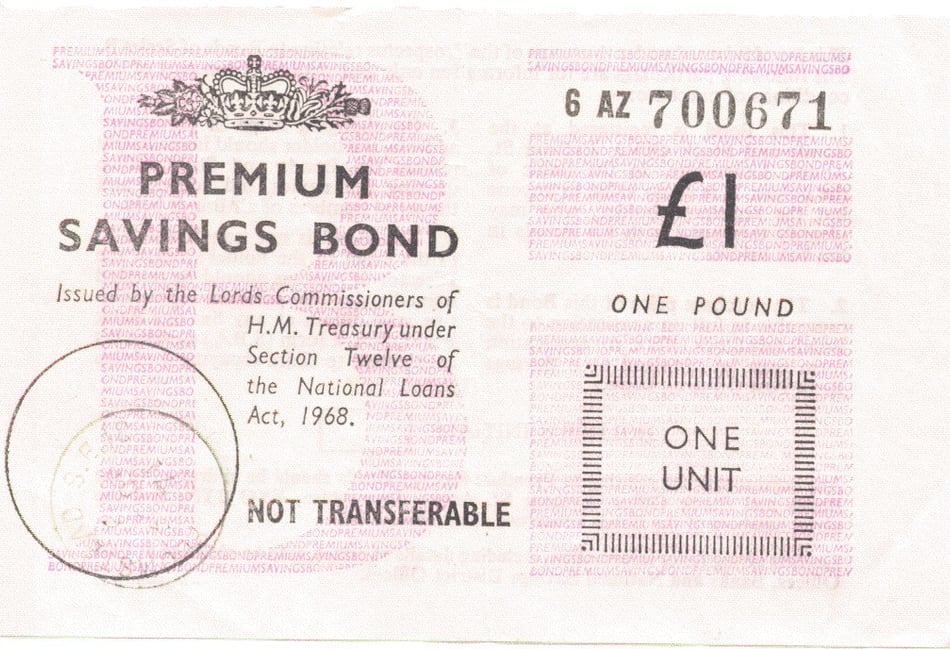 PREMIUM
SAVINGS BOND
Issued by the Lords Commissioners of
H.M. Treasury under
Section Twelve of
the National Loans
Act, 1968.
NOT TRANSFERABLE
6 AZ 700671
£1
ONE POUND
ONE
UNIT